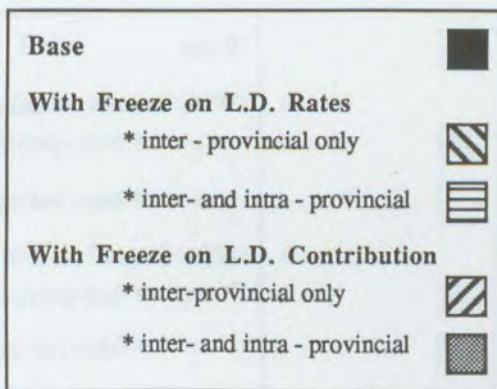 Base
With Freeze on L.D. Rates
* inter - provincial only
* inter- and intra - provincial
With Freeze on L.D. Contribution
* inter-provincial only
* inter- and intra - provincial